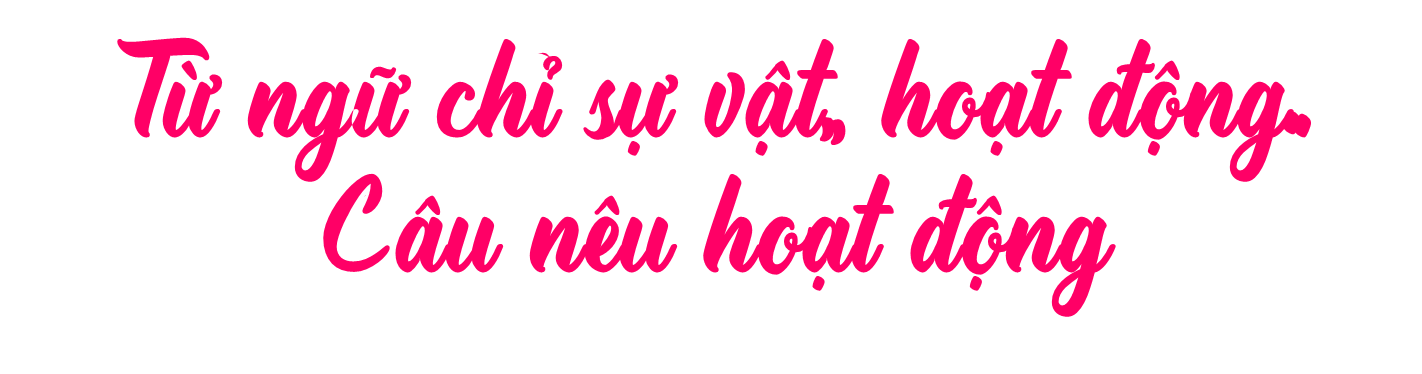 Từ ngữ chỉ sự vật, hoạt động.
Câu nêu hoạt động